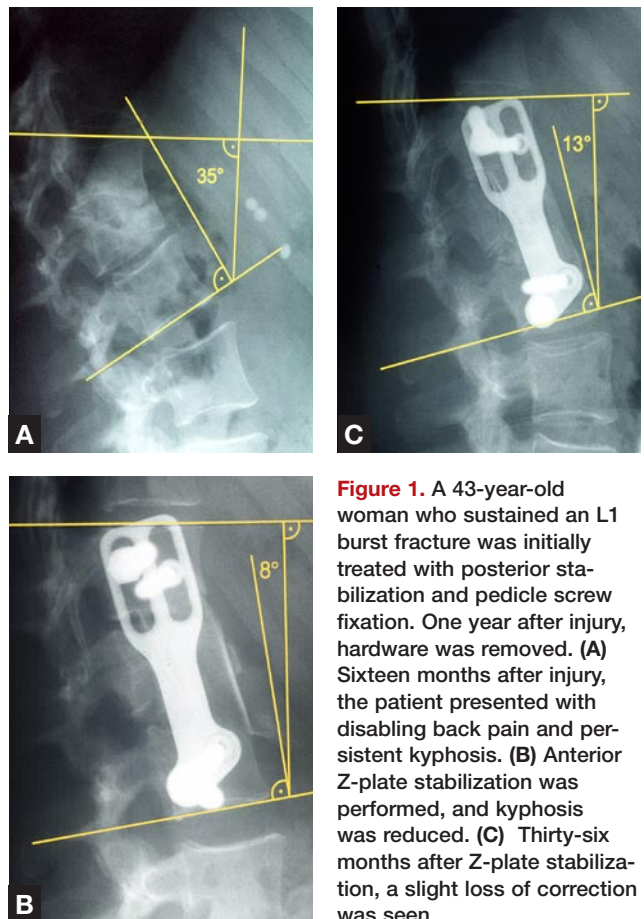 35°
A
13°
C
8°
B
Figure 1. A 43-year-old
woman who sustained an L1
burst fracture was initially
treated with posterior sta-
bilization and pedicle screw
fixation. One year after injury,
hardware was removed. (A)
Sixteen months after injury,
the patient presented with
disabling back pain and per-
sistent kyphosis. (B) Anterior
Z-plate stabilization was
performed, and kyphosis
was reduced. (C) Thirty-six
months after Z-plate stabiliza-
tion, a slight loss of correction
was seen